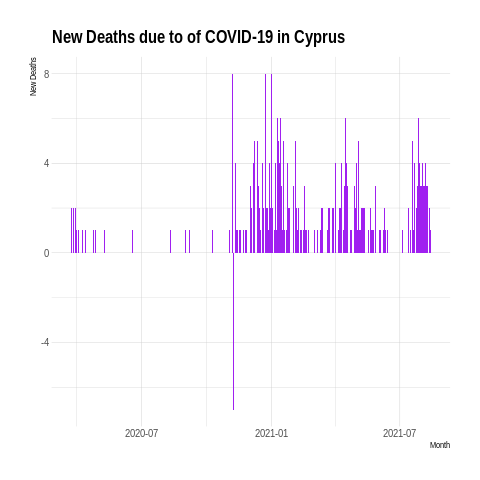 New Deaths due to of COVID-19 in Cyprus
New Deaths
8
4
0
-4
2020-07 2021-01 2021-07
Month